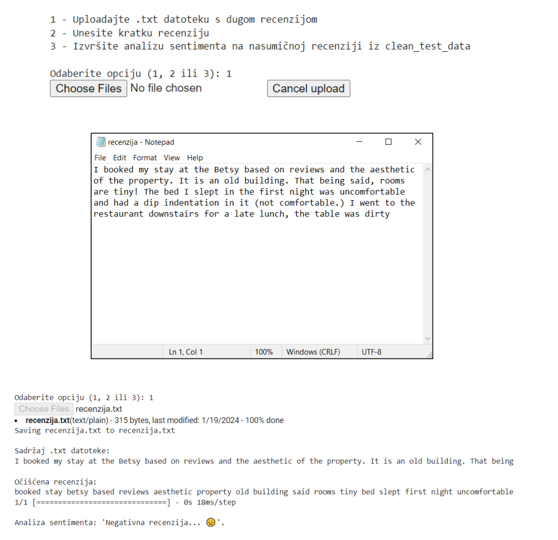 1 - Uploadajte .txt datoteku s dugom recenzijom
2 - Unesite kratku recenziju
3 - Izvršite analizu sentimenta na nasumičnoj recenziji iz clean_test_data
Odaberite opciju (1, 2 ili 3): 1
Choose Files No file chosen Cancel upload
recenzija - Notepad
File Edit Format View Help
I booked my stay at the Betsy based on reviews and the aesthetic
of the property. It is an old building. That being said, rooms
are tiny! The bed I slept in the first night was uncomfortable
and had a dip indentation in it (not comfortable.) I went to the
restaurant downstairs for a late lunch, the table was dirty
Ln 1, Col 1 100% Windows (CRLF) UTF-8
Odaberite opciju (1, 2 ili 3): 1
Choose Files recenzija.txt
• recenzija.txt(text/plain) - 315 bytes, last modified: 1/19/2024 - 100% done
Saving recenzija.txt to recenzija.txt
Sadržaj .txt datoteke:
I booked my stay at the Betsy based on reviews and the aesthetic of the property. It is an old building. That being
Očišćena recenzija:
booked stay betsy based reviews aesthetic property old building said rooms tiny bed slept first night uncomfortable
1/1 [==============================] - 0s 18ms/step
Analiza sentimenta: 'Negativna recenzija... 😞'.